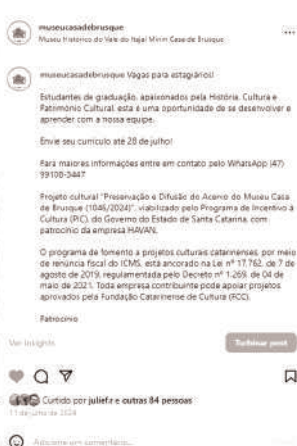 museucasadebrusque
Museu Histórico do Vale do Itajaí Mirim Casa de Brusque
museucasadebrusque Vagas para estagiários!
Estudantes de graduação, apaixonados pela História, Cultura e
Patrimônio Cultural, esta é uma oportunidade de se desenvolver e
aprender com a nossa equipe.
Envie seu currículo até 28 de julho!
Para maiores informações entre em contato pelo WhatsApp (47)
99100-3447
Projeto cultural "Preservação e Difusão do Acervo do Museu Casa
de Brusque (1046/2024)", viabilizado pelo Programa de Incentivo à
Cultura (PIC), do Governo do Estado de Santa Catarina, com
patrocínio da empresa HAVAN.
O programa de fomento a projetos culturais catarinenses, por meio
de renúncia fiscal do ICMS, está ancorado na Lei nº 17.762, de 7 de
agosto de 2019, regulamentada pelo Decreto nº 1.269, de 04 de
maio de 2021. Toda empresa contribuinte pode apoiar projetos
aprovados pela Fundação Catarinense de Cultura (FCC).
Patrocínio
Ver insights
Turbinar post
Curtido por juliefr.e e outras 84 pessoas
11 de julho de 2024
Adicione um comentário...